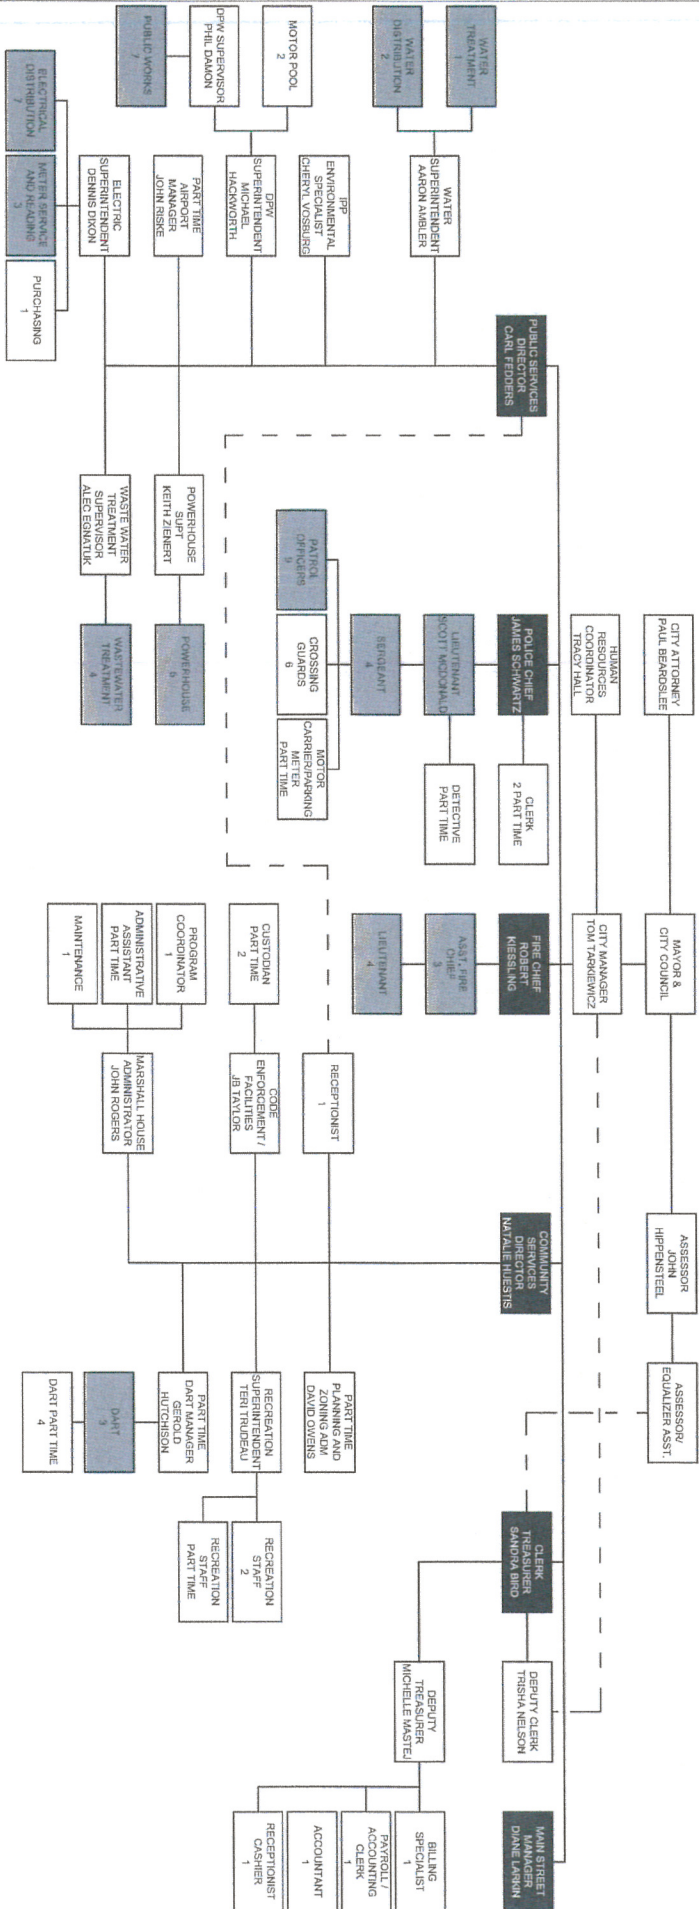 CITY ATTORNEY
PAUL BEARDSLEE
MAYOR &
CITY COUNCIL
ASSESSOR
JOHN
HIPPENSTEEL
ASSESSOR/
EQUALIZER ASST.
HUMAN
RESOURCES
COORDINATOR
TRACY HALL
CITY MANAGER
TOM TARKIEWICZ
PUBLIC SERVICES
DIRECTOR
CARL FEDDERS
POLICE CHIEF
JAMES SCHWARTZ
CLERK
2 PART TIME
FIRE CHIEF
ROBERT
KIESSLING
COMMUNITY
SERVICES
DIRECTOR
NATALIE HUESTIS
CLERK
TREASURER
SANDRA BIRD
DEPUTY CLERK
TRISHA NELSON
MAIN STREET
MANAGER
DIANE LARKIN
WATER
TREATMENT
1
WATER
DISTRIBUTION
2
WATER
SUPERINTENDENT
AARON AMBLER
LIEUTENANT
SCOTT MCDONALD
DETECTIVE
PART TIME
ASST. FIRE
CHIEF
3
DEPUTY
TREASURER
MICHELLE MASTEJ
BILLING
SPECIALIST
1
IPP
ENVIRONMENTAL
SPECIALIST
CHERYL VOSBURG
SERGEANT
4
LIEUTENANT
4
PAYROLL /
ACCOUNTING
CLERK
1
MOTOR POOL
2
DPW SUPERVISOR
PHIL DAMON
PUBLIC WORKS
7
DPW
SUPERINTENDENT
MICHAEL
HACKWORTH
PATROL
OFFICERS
9
CROSSING
GUARDS
6
MOTOR
CARRIER/PARKING
METER
PART TIME
RECEPTIONIST
1
PART TIME
PLANNING AND
ZONING ADM
DAVID OWENS
ACCOUNTANT
1
CUSTODIAN
2
PART TIME
CODE
ENFORCEMENT /
FACILITIES
JB TAYLOR
RECREATION
SUPERINTENDENT
TERI TRUDEAU
RECREATION
STAFF
2
RECREATION
STAFF
PART TIME
RECEPTIONIST
CASHIER
1
PART TIME
AIRPORT
MANAGER
JOHN RISKE
POWERHOUSE
SUPT
KEITH ZIENERT
POWERHOUSE
5
PROGRAM
COORDINATOR
1
ADMINISTRATIVE
ASSISTANT
PART TIME
MAINTENANCE
1
MARSHALL HOUSE
ADMINISTRATOR
JOHN ROGERS
PART TIME
DART MANAGER
GEROLD
HUTCHISON
DART
3
DART PART TIME
4
ELECTRIC
SUPERINTENDENT
DENNIS DIXON
WASTE WATER
TREATMENT
SUPERVISOR
ALEC EGNATUK
WASTEWATER
TREATMENT
4
ELECTRICAL
DISTRIBUTION
7
METER SERVICE
AND READING
3
PURCHASING
1